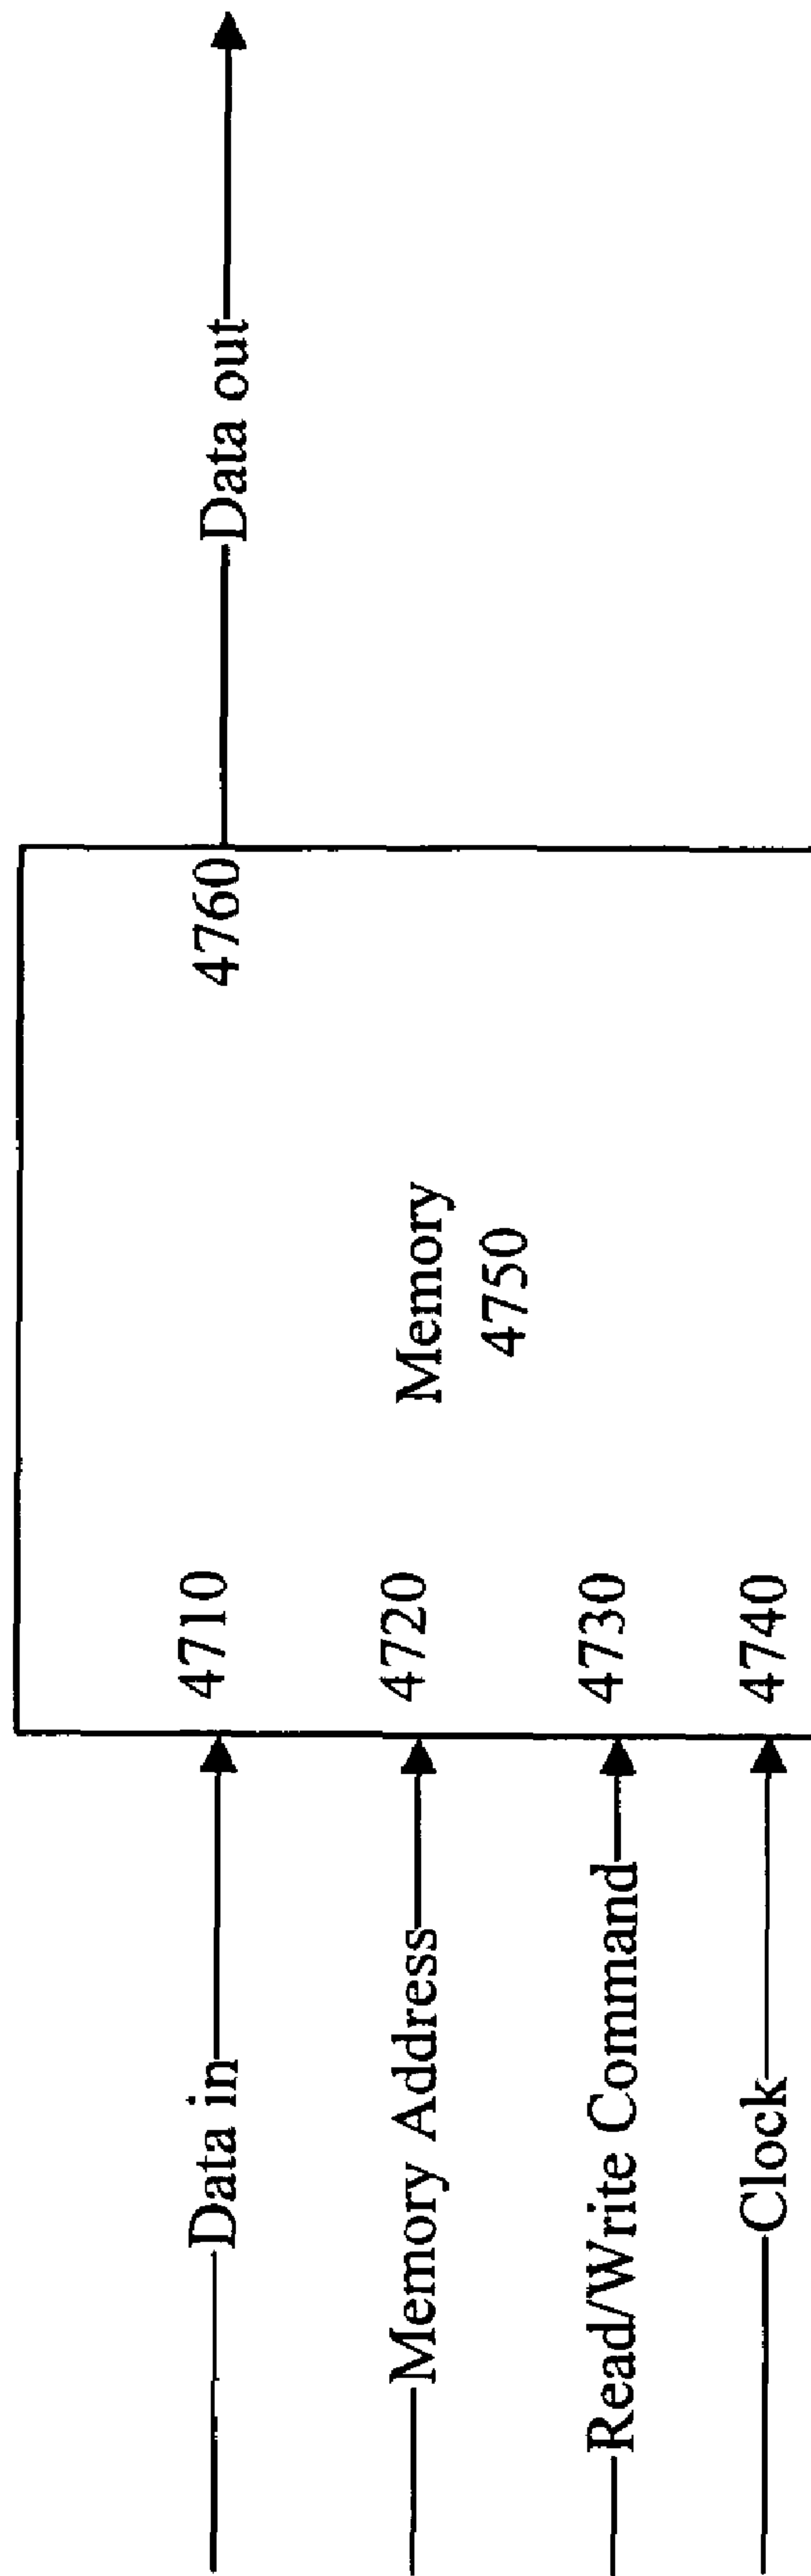 Data in
4710
4760
Data out
Memory Address
4720
Memory
4750
Read/Write Command
4730
Clock
4740